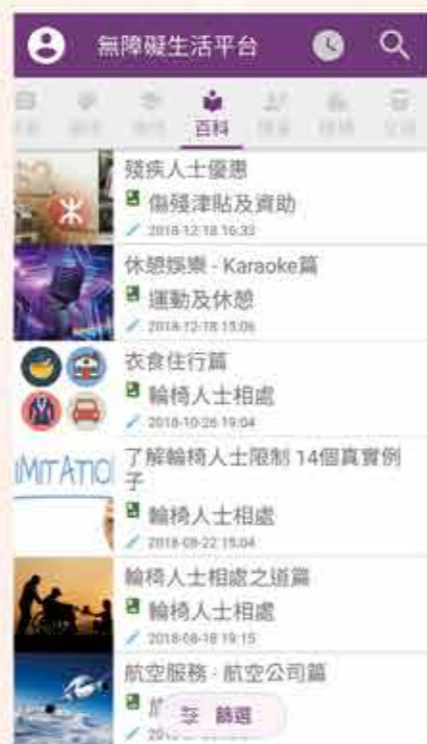 無障礙生活平台
百科
殘疾人士優惠
傷殘津貼及資助
2018-12-18 16:33
休憩娛樂 - Karaoke篇
運動及休憩
2018-12-18 15:06
衣食住行篇
輪椅人士相處
2018-10-26 19:04
了解輪椅人士限制 14個真實例
子
輪椅人士相處
2018-08-22 15:04
輪椅人士相處之道篇
輪椅人士相處
2018-08-18 19:15
航空服務 - 航空公司篇
篩選